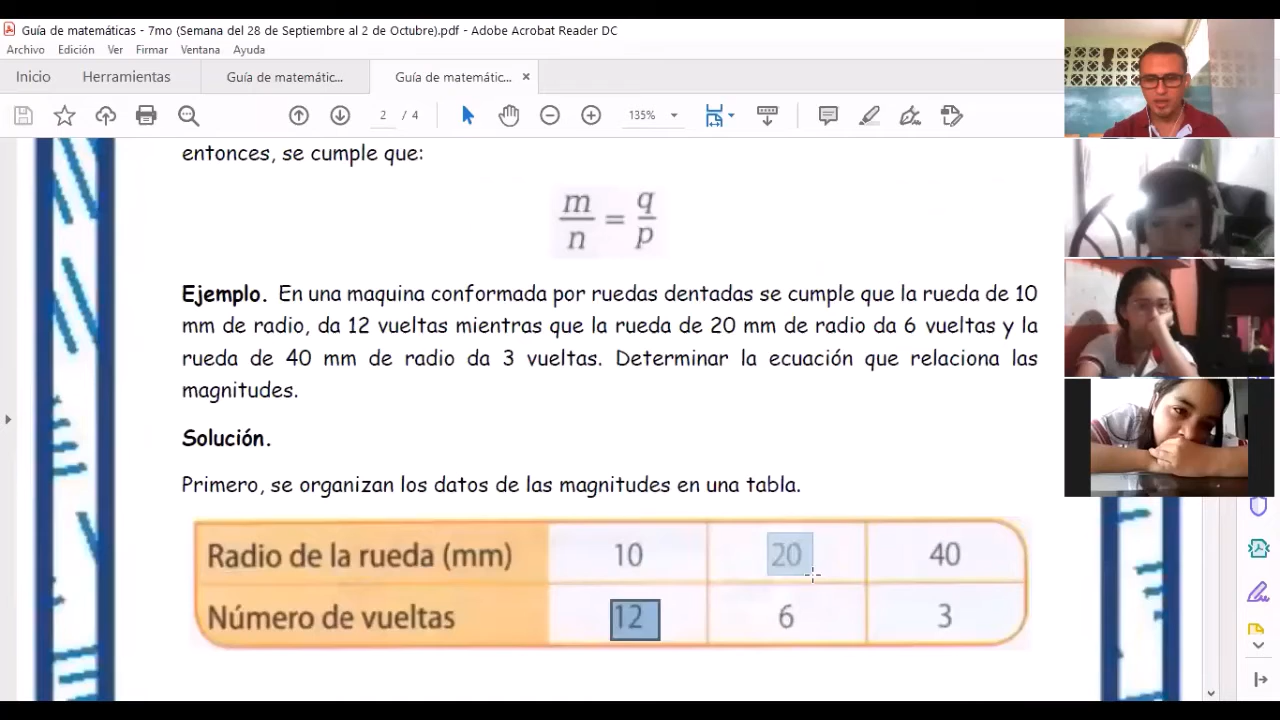 Guía de matemáticas - 7mo (Semana del 28 de Septiembre al 2 de Octubre).pdf - Adobe Acrobat Reader DC
Archivo Edición Ver Firmar Ventana Ayuda
Inicio Herramientas Guía de matemátic... Guía de matemátic... ×
2 / 4 135%
entonces, se cumple que:
m/n = q/p
Ejemplo. En una maquina conformada por ruedas dentadas se cumple que la rueda de 10
mm de radio, da 12 vueltas mientras que la rueda de 20 mm de radio da 6 vueltas y la
rueda de 40 mm de radio da 3 vueltas. Determinar la ecuación que relaciona las
magnitudes.
Solución.
Primero, se organizan los datos de las magnitudes en una tabla.
Radio de la rueda (mm) 10 20 40
Número de vueltas 12 6 3